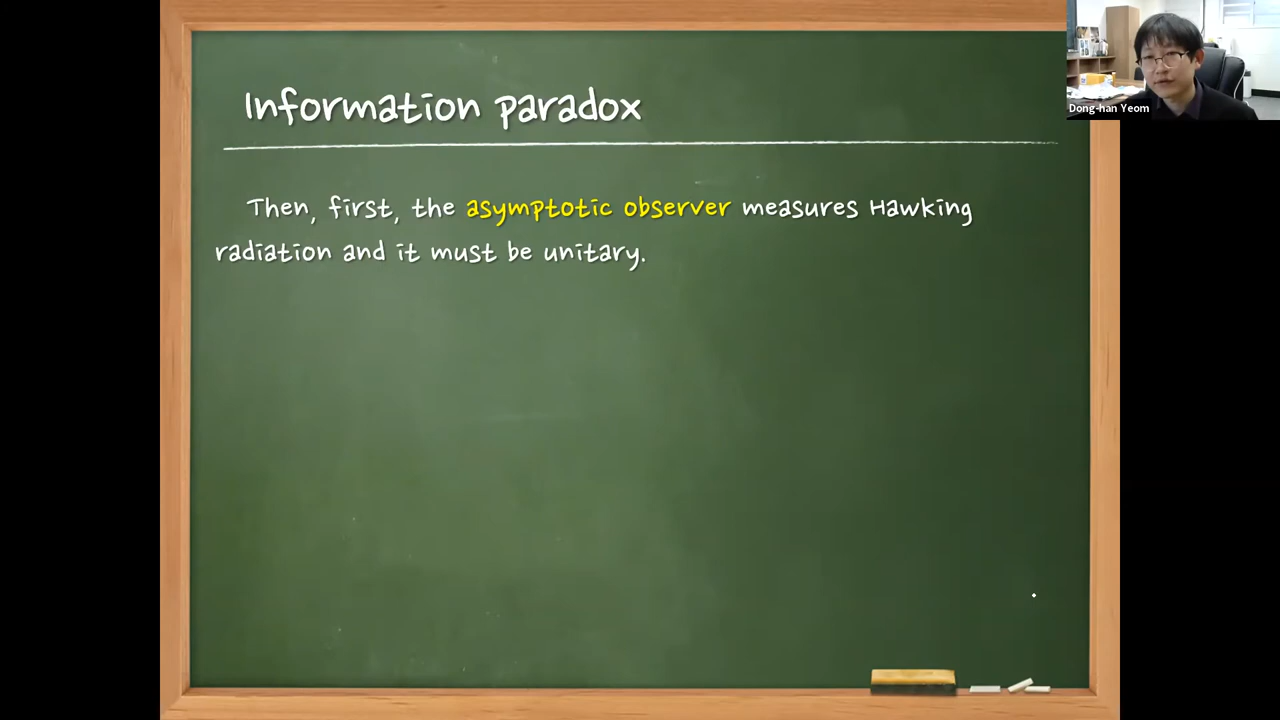 Information paradox
Then, first, the asymptotic observer measures Hawking
radiation and it must be unitary.
Dong-han Yeom